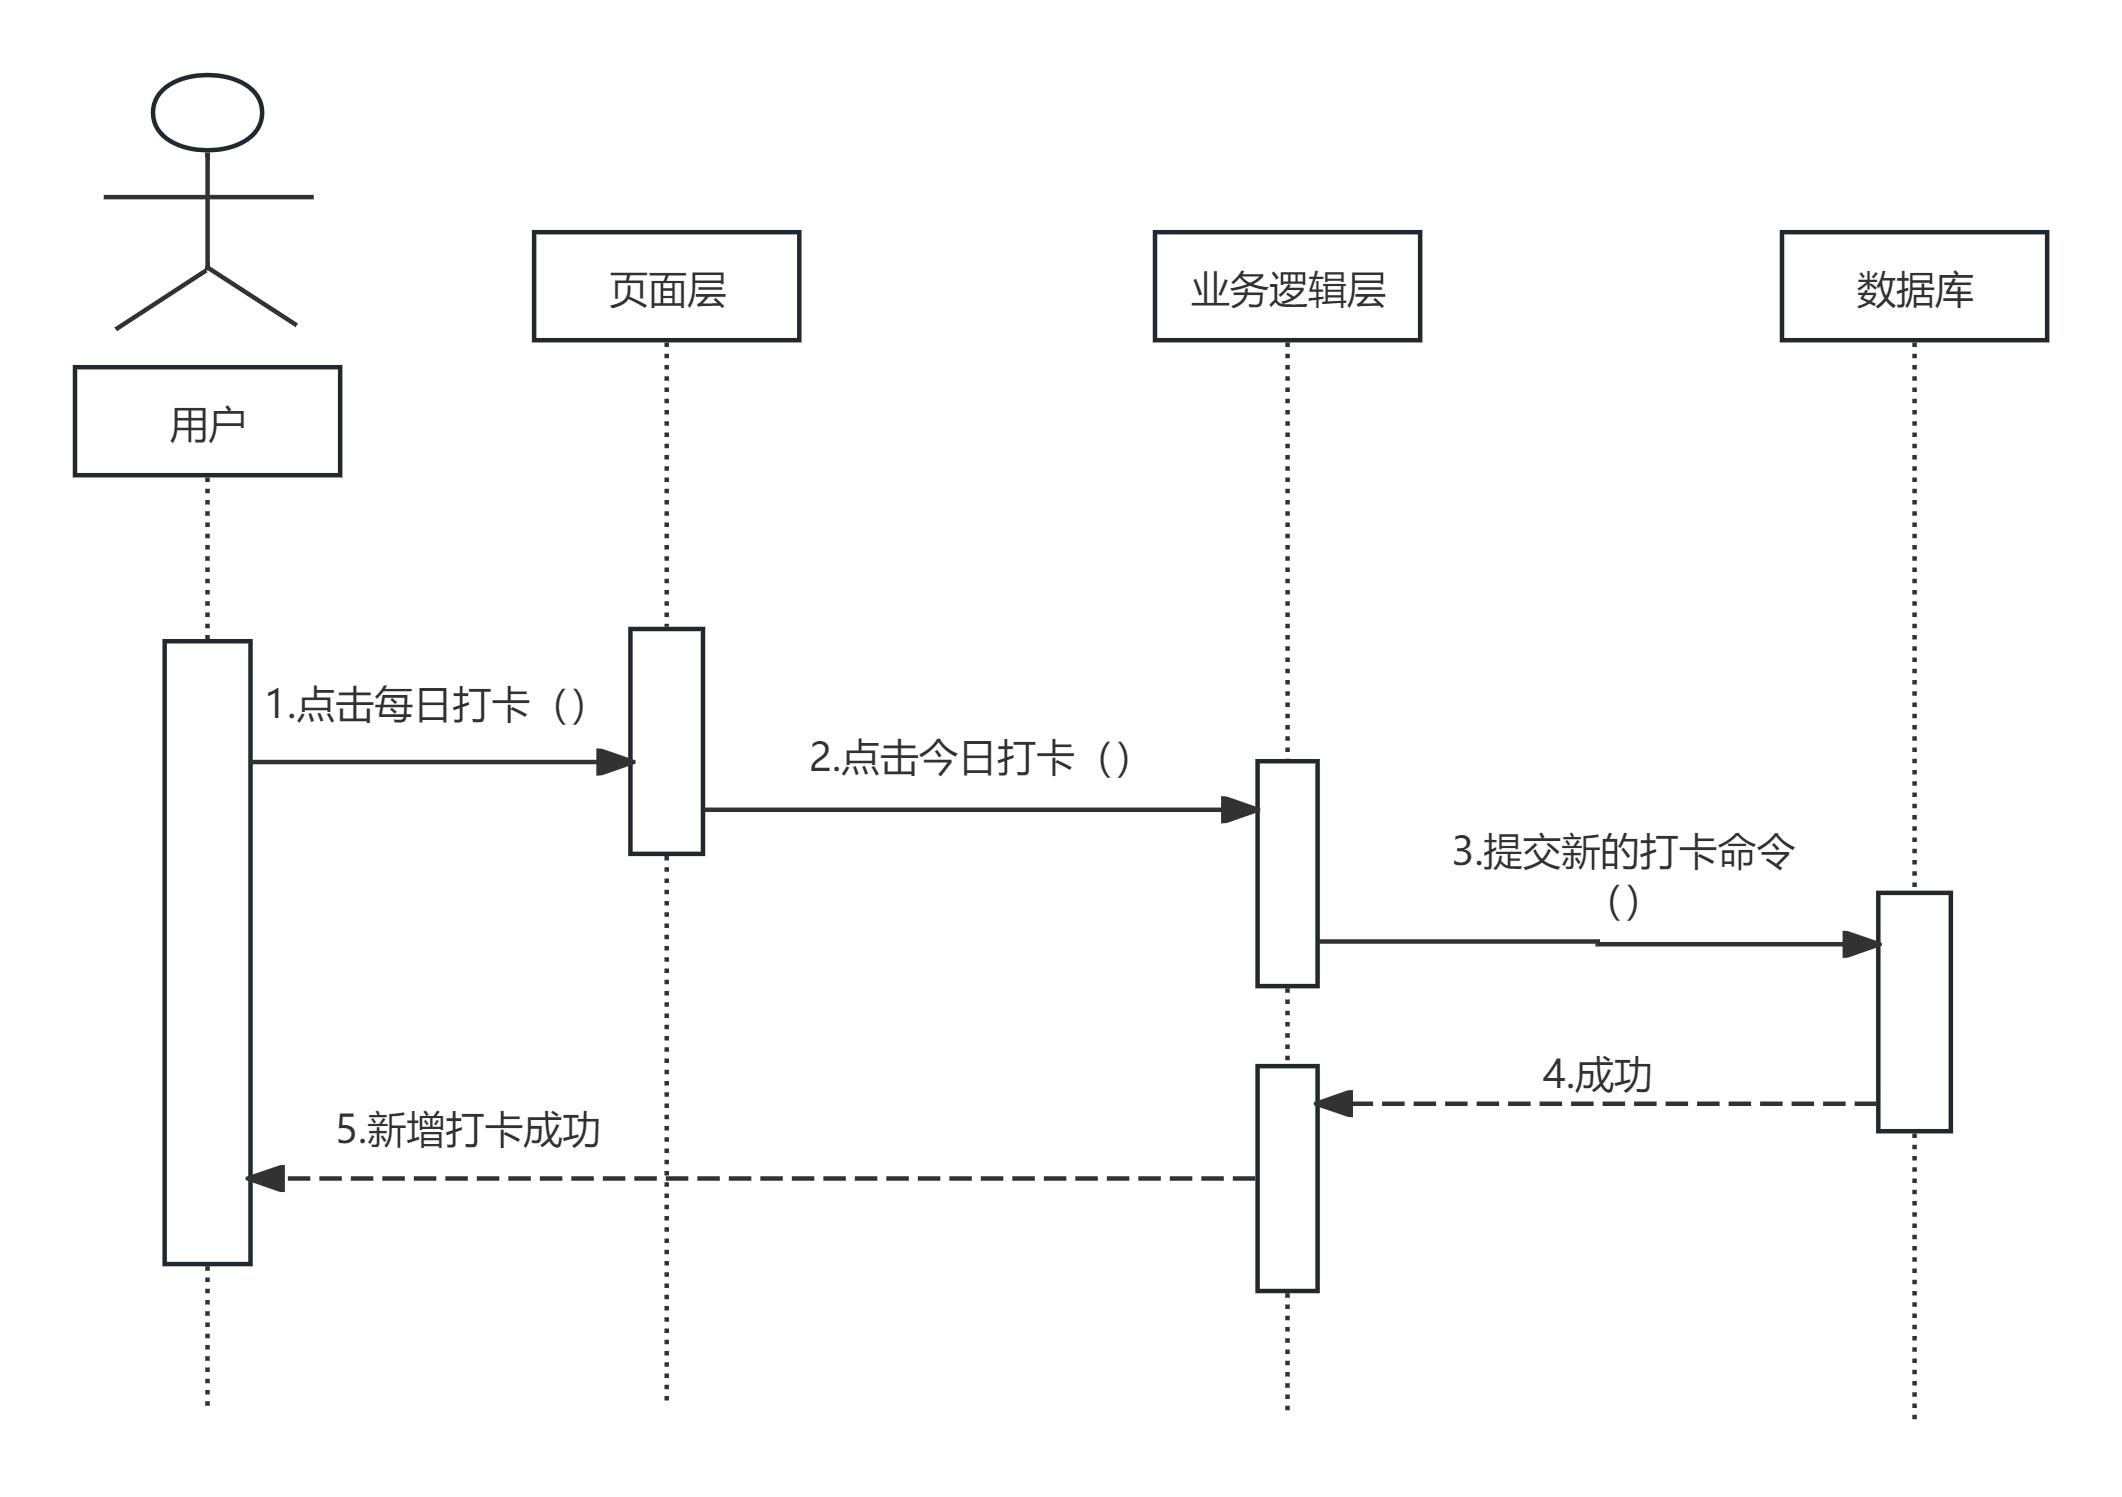 页面层
业务逻辑层
数据库
用户
1.点击每日打卡（）
2.点击今日打卡（）
3.提交新的打卡命令
（）
4.成功
5.新增打卡成功